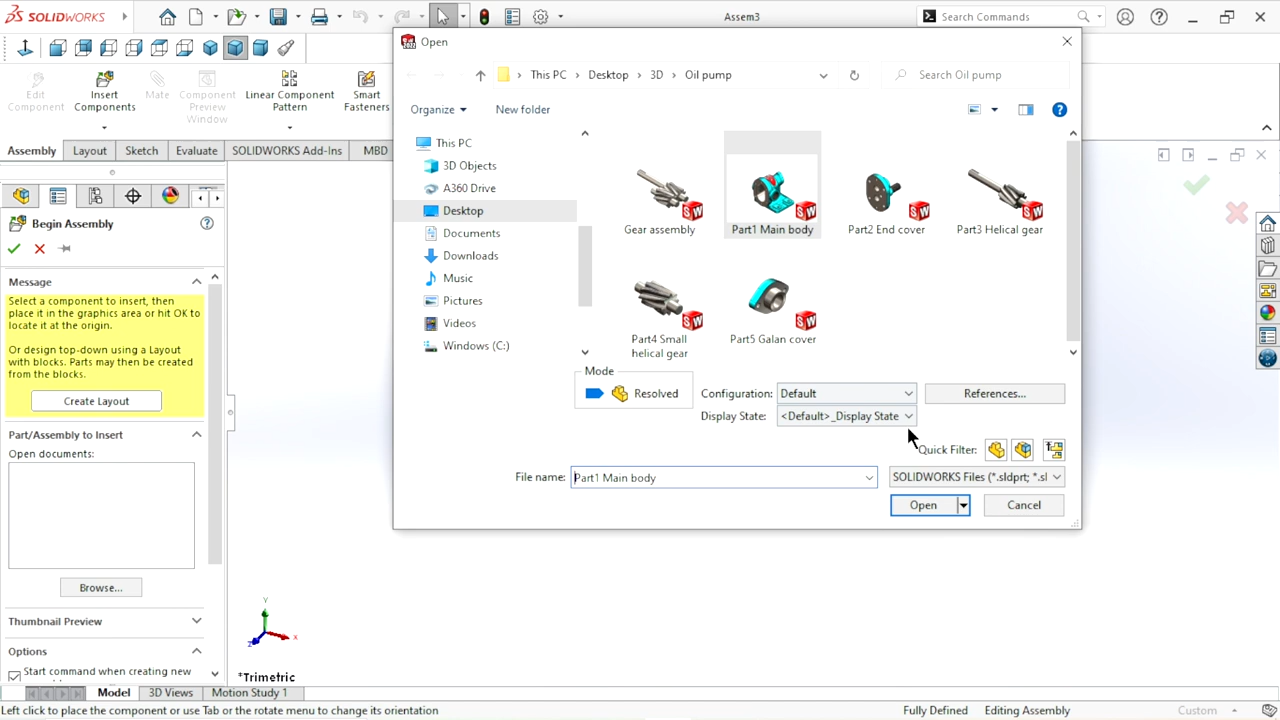 SOLIDWORKS
Assem3
Search Commands
Edit Component
Insert Components
Mate
Component Preview Window
Linear Component Pattern
Smart Fasteners
Assembly
Layout
Sketch
Evaluate
SOLIDWORKS Add-Ins
MBD
Begin Assembly
Message
Select a component to insert, then
place it in the graphics area or hit OK to
locate it at the origin.
Or design top-down using a Layout
with blocks. Parts may then be created
from the blocks.
Create Layout
Part/Assembly to Insert
Open documents:
Browse...
Thumbnail Preview
Options
Start command when creating new
Open
This PC > Desktop > 3D > Oil pump
Search Oil pump
Organize
New folder
This PC
3D Objects
A360 Drive
Desktop
Documents
Downloads
Music
Pictures
Videos
Windows (C:)
Gear assembly
Part1 Main body
Part2 End cover
Part3 Helical gear
Part4 Small
helical gear
Part5 Galan cover
Mode
Resolved
Configuration:
Default
References...
Display State:
<Default>_Display State
Quick Filter:
File name:
Part1 Main body
SOLIDWORKS Files (*.sldprt; *.sl
Open
Cancel
Y
X
Z
*Trimetric
Model
3D Views
Motion Study 1
Left click to place the component or use Tab or the rotate menu to change its orientation
Fully Defined
Editing Assembly
Custom